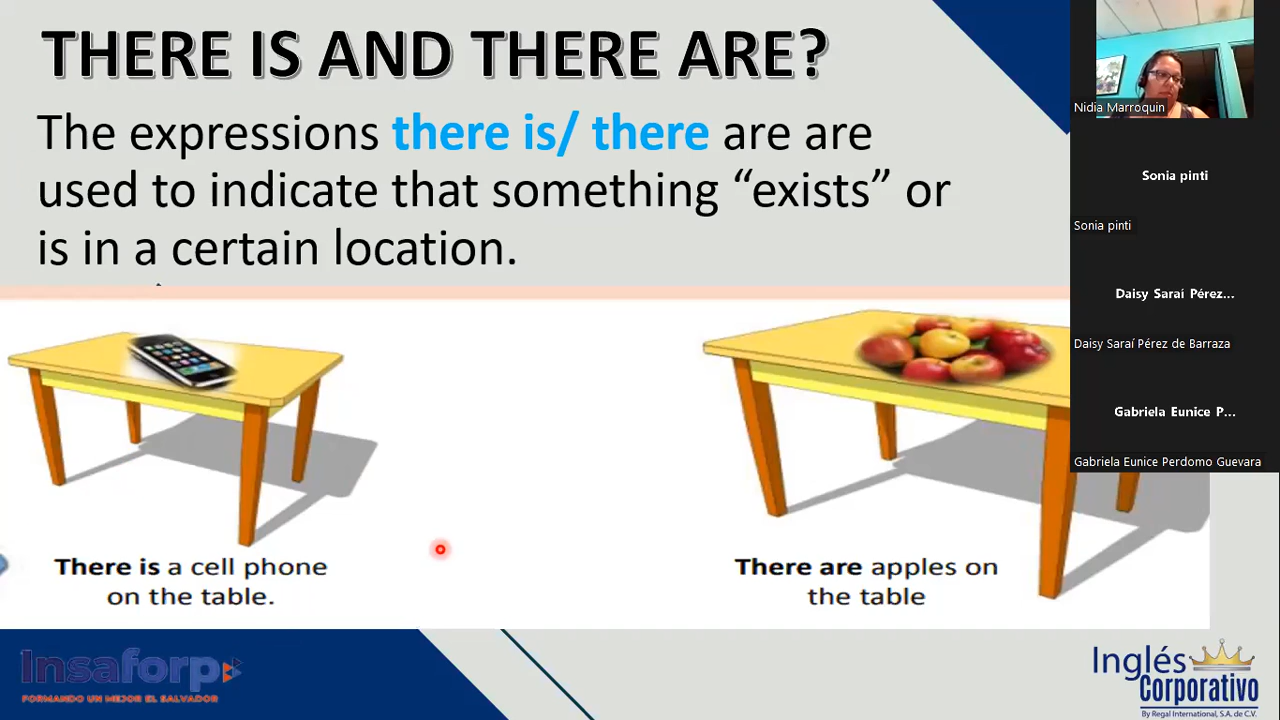 THERE IS AND THERE ARE?
The expressions there is/ there are are
used to indicate that something “exists” or
is in a certain location.
There is a cell phone
on the table.
There are apples on
the table
Insaforp
FORMANDO UN MEJOR EL SALVADOR
Inglés
Corporativo
By Regal International, S.A. de C.V.
Nidia Marroquin
Sonia pinti
Sonia pinti
Daisy Saraí Pérez...
Daisy Saraí Pérez de Barraza
Gabriela Eunice P...
Gabriela Eunice Perdomo Guevara